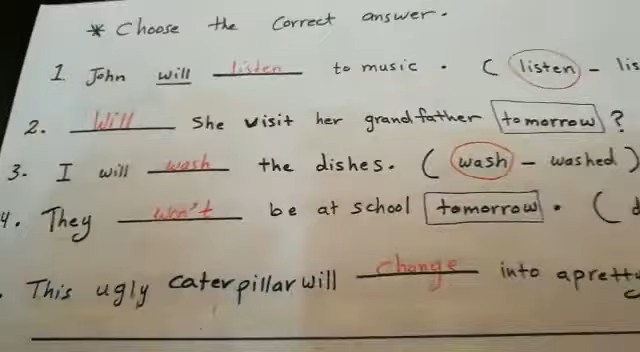 * Choose the correct answer.
1. John will listen to music. ( listen - lis
2. Will She visit her grandfather tomorrow ?
3. I will wash the dishes. ( wash - washed )
4. They won't be at school tomorrow. ( d
This ugly caterpillar will change into a pretty